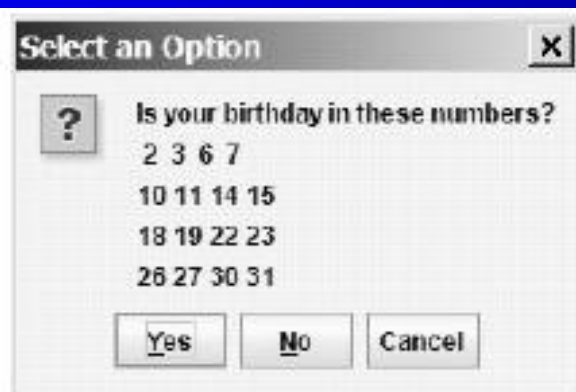 Select an Option
?
Is your birthday in these numbers?
2 3 6 7
10 11 14 15
18 19 22 23
26 27 30 31
Yes No Cancel